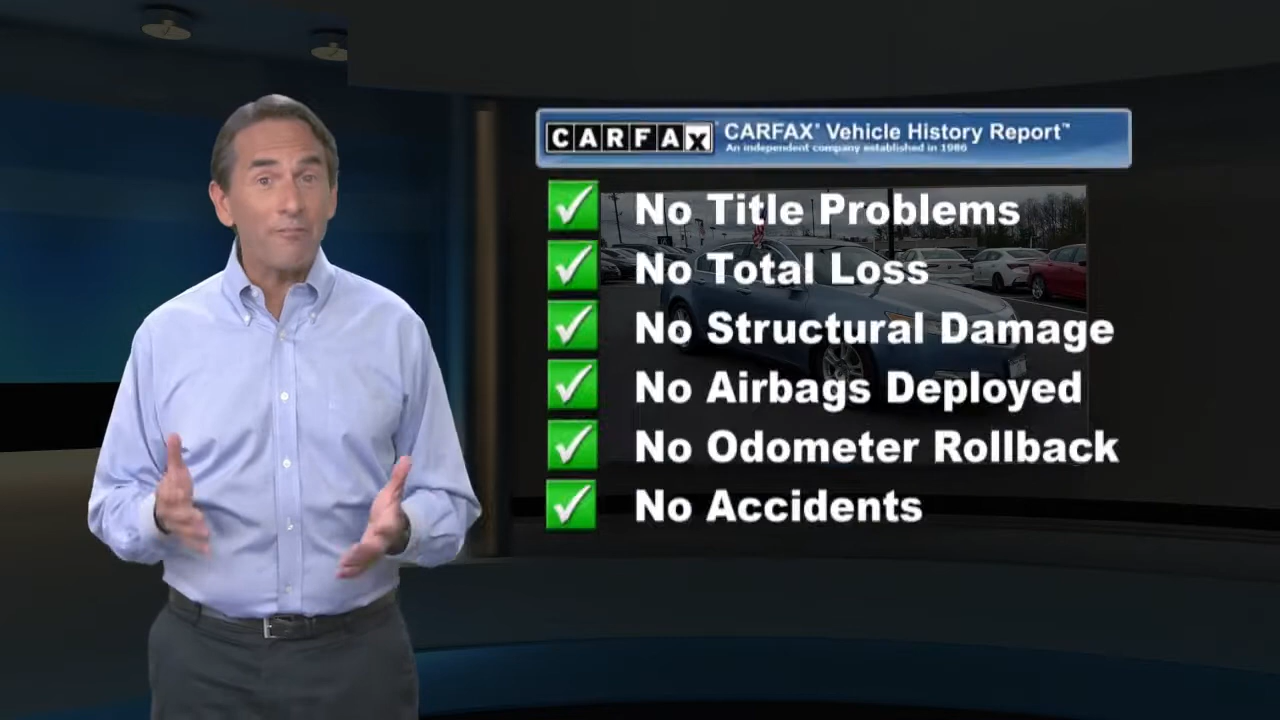 CARFAX CARFAX® Vehicle History Report™
An independent company established in 1986
No Title Problems
No Total Loss
No Structural Damage
No Airbags Deployed
No Odometer Rollback
No Accidents